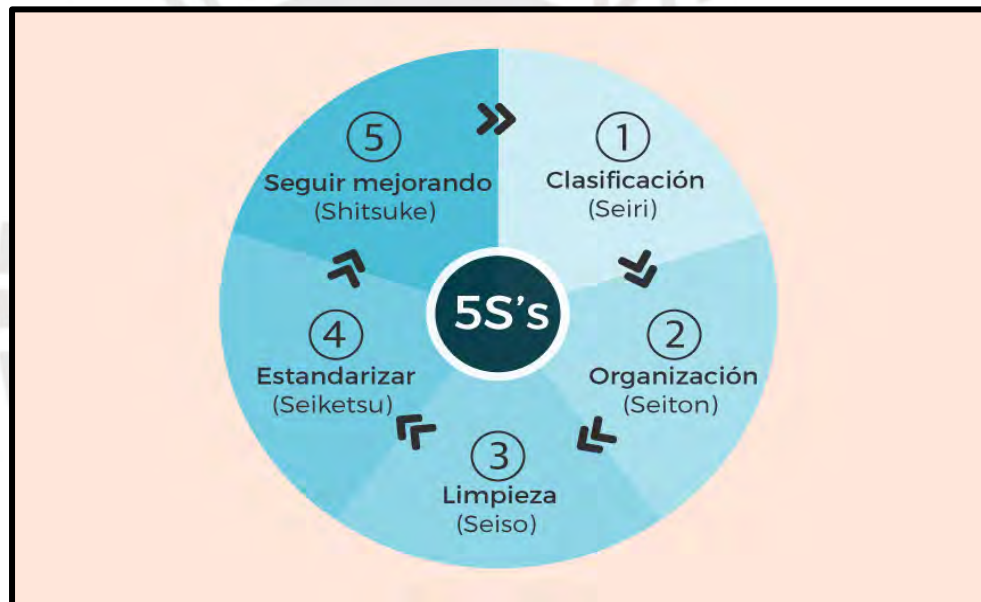 1
Clasificación
(Seiri)
2
Organización
(Seiton)
3
Limpieza
(Seiso)
4
Estandarizar
(Seiketsu)
5
Seguir mejorando
(Shitsuke)
5S's